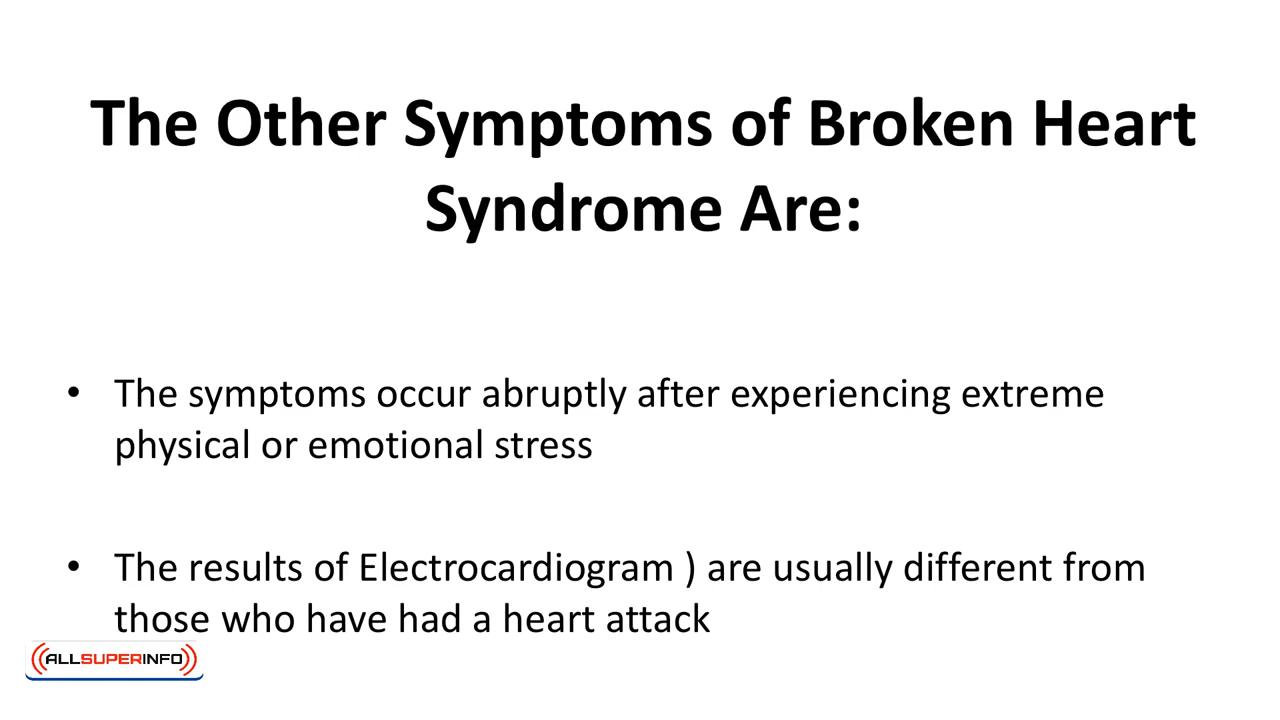 The Other Symptoms of Broken Heart
Syndrome Are:
• The symptoms occur abruptly after experiencing extreme
physical or emotional stress
• The results of Electrocardiogram ) are usually different from
those who have had a heart attack
ALLSUPERINFO